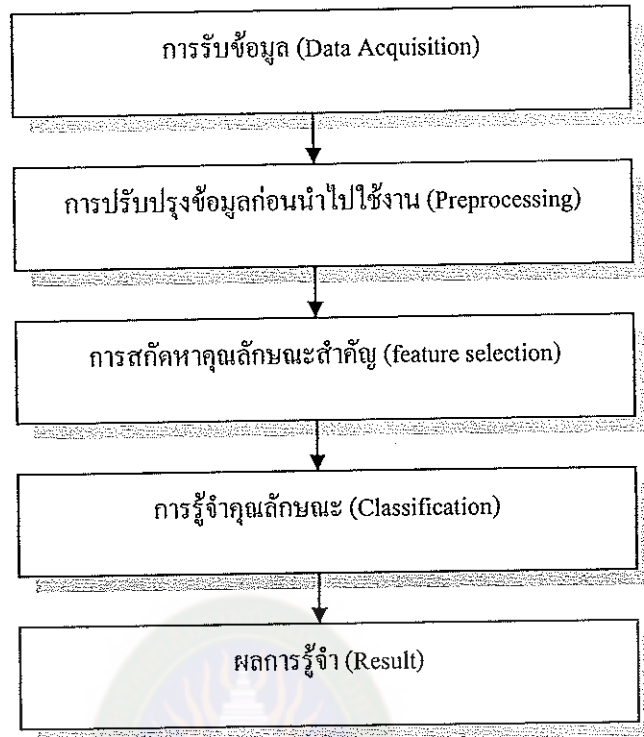 การรับข้อมูล (Data Acquisition)
การปรับปรุงข้อมูลก่อนนำไปใช้งาน (Preprocessing)
การสกัดหาคุณลักษณะสำคัญ (feature selection)
การรู้จำคุณลักษณะ (Classification)
ผลการรู้จำ (Result)